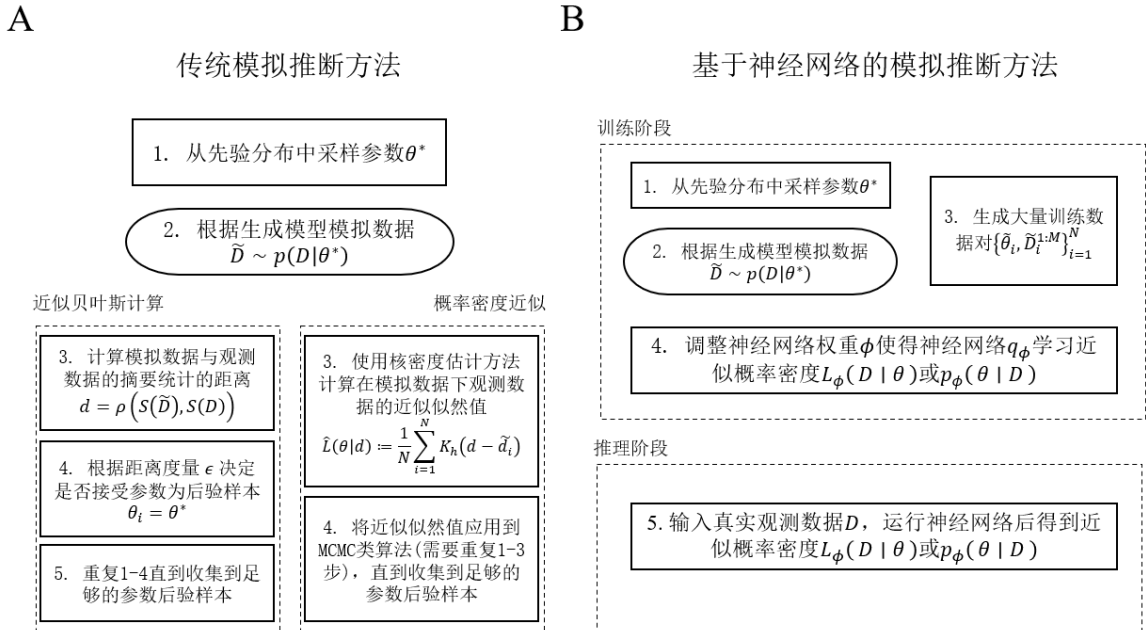 A
传统模拟推断方法
1. 从先验分布中采样参数θ*
2. 根据生成模型模拟数据
D̃ ~ p(D|θ*)
近似贝叶斯计算
3. 计算模拟数据与观测
数据的摘要统计的距离
d = ρ(S(D̃), S(D))
4. 根据距离度量 ϵ 决定
是否接受参数为后验样本
θᵢ = θ*
5. 重复1-4直到收集到足
够的参数后验样本
概率密度近似
3. 使用核密度估计方法
计算在模拟数据下观测数
据的近似似然值
L̂(θ|d) ≔ 1/N ∑_{i=1}^{N} K_h(d − d̃_i)
4. 将近似似然值应用到
MCMC类算法(需要重复1-3
步),直到收集到足够的
参数后验样本
B
基于神经网络的模拟推断方法
训练阶段
1. 从先验分布中采样参数θ*
2. 根据生成模型模拟数据
D̃ ~ p(D|θ*)
3. 生成大量训练数
据对{θ̃_i, D̃_i^{1:M}}_{i=1}^{N}
4. 调整神经网络权重ϕ使得神经网络q_ϕ学习近
似概率密度L_ϕ(D | θ)或p_ϕ(θ | D)
推理阶段
5. 输入真实观测数据D,运行神经网络后得到近
似概率密度L_ϕ(D | θ)或p_ϕ(θ | D)